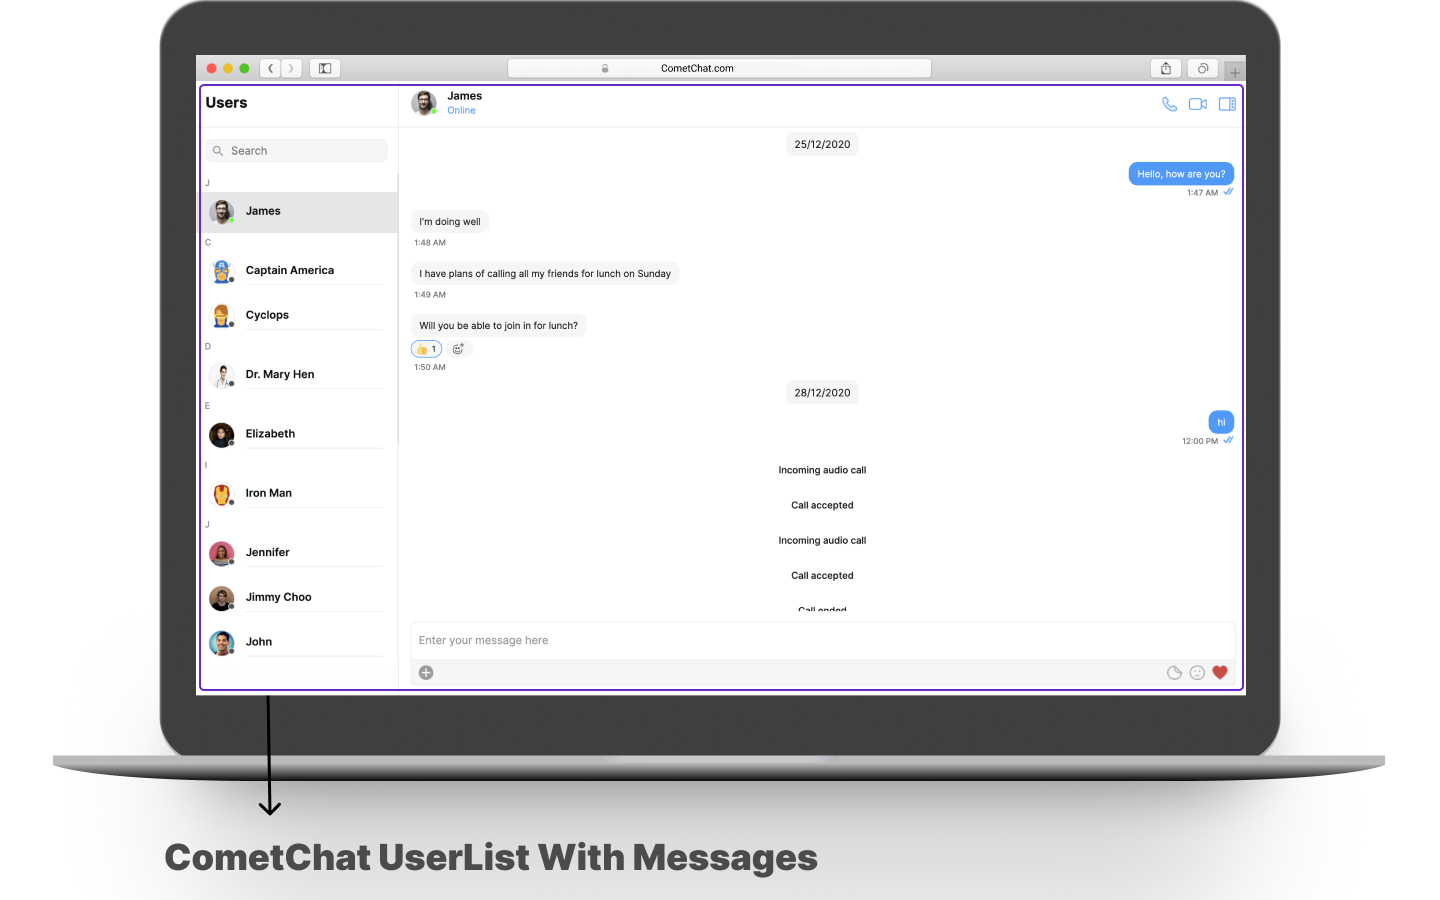 CometChat.com
Users
Search
J
James
C
Captain America
Cyclops
D
Dr. Mary Hen
E
Elizabeth
I
Iron Man
J
Jennifer
Jimmy Choo
John
James
Online
25/12/2020
Hello, how are you?
1:47 AM
I'm doing well
1:48 AM
I have plans of calling all my friends for lunch on Sunday
1:49 AM
Will you be able to join in for lunch?
1
1:50 AM
28/12/2020
hi
12:00 PM
Incoming audio call
Call accepted
Incoming audio call
Call accepted
Call ended
Enter your message here
CometChat UserList With Messages